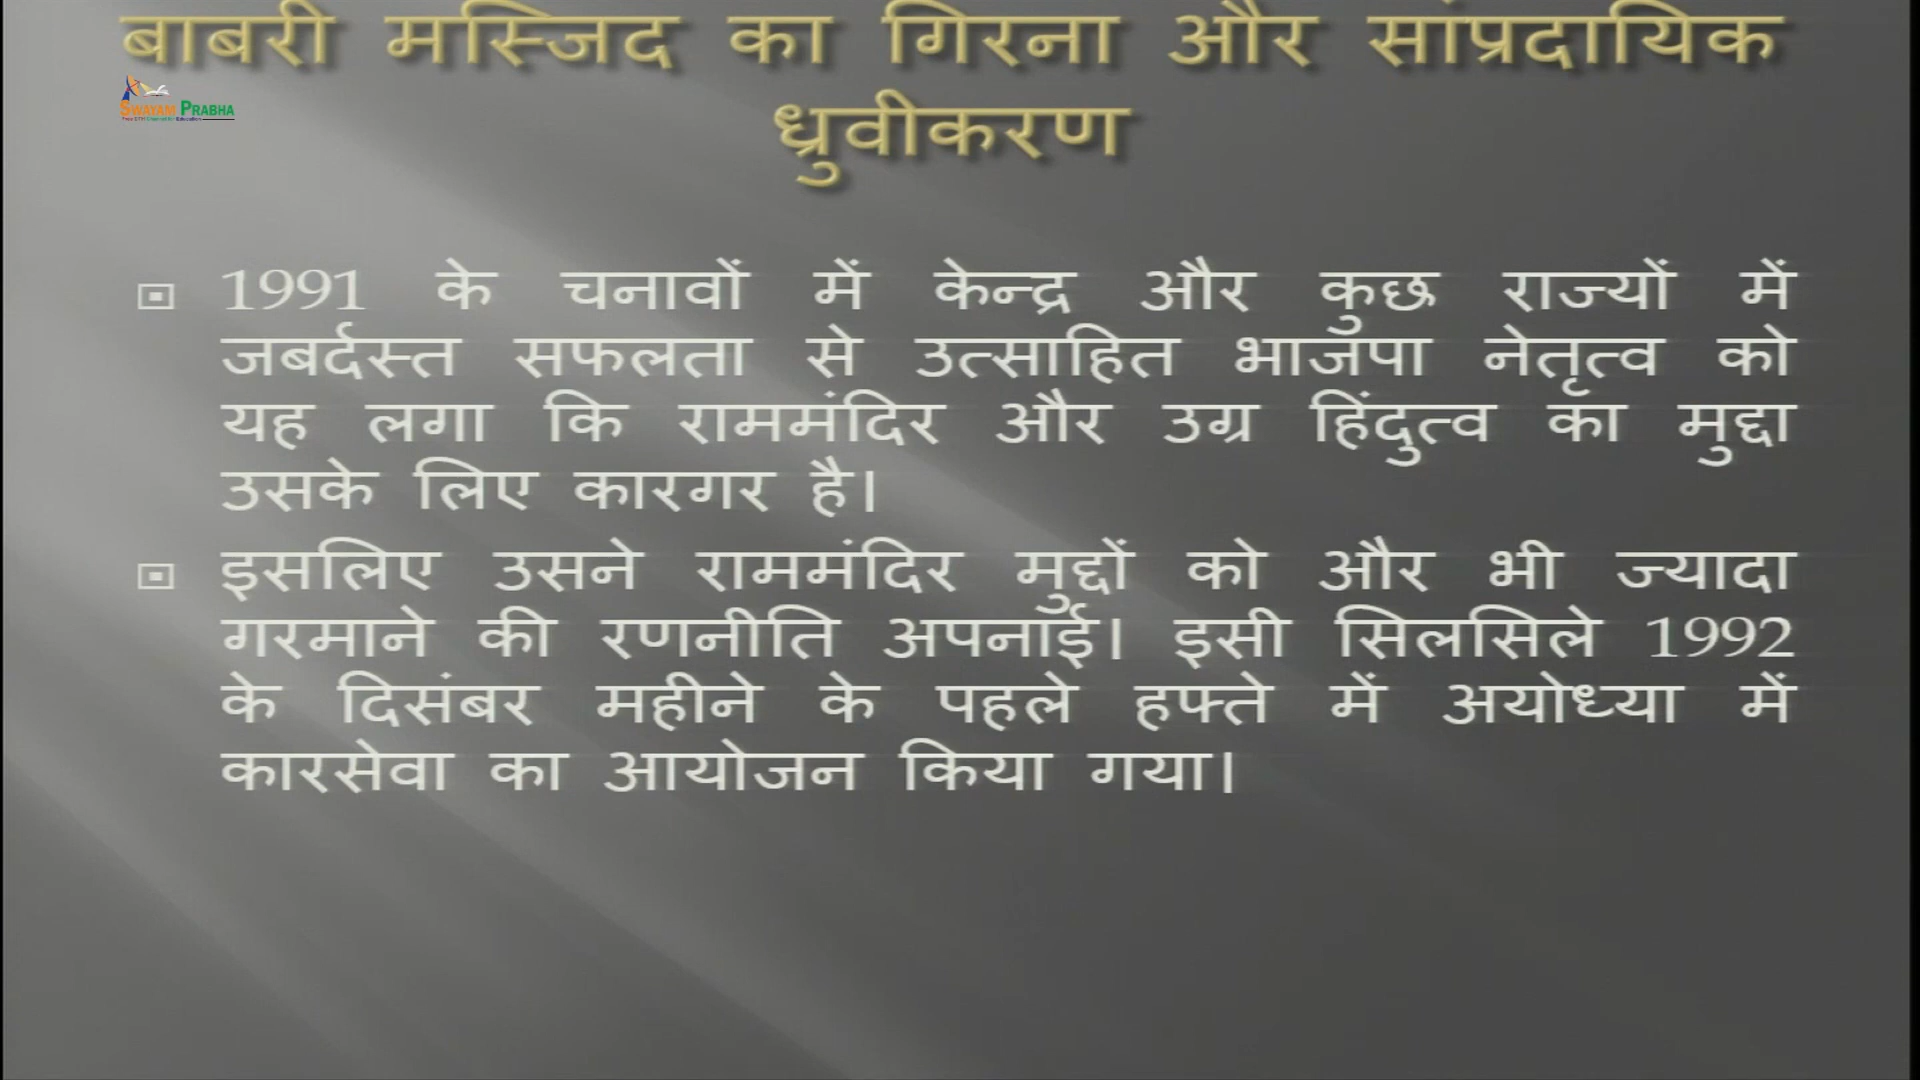 बाबरी मस्जिद का गिरना और सांप्रदायिक
SWAYAM PRABHA
ध्रुवीकरण
1991 के चनावों में केन्द्र और कुछ राज्यों में
जबर्दस्त सफलता से उत्साहित भाजपा नेतृत्व को
यह लगा कि राममंदिर और उग्र हिंदुत्व का मुद्दा
उसके लिए कारगर है।
इसलिए उसने राममंदिर मुद्दों को और भी ज्यादा
गरमाने की रणनीति अपनाई। इसी सिलसिले 1992
के दिसंबर महीने के पहले हफ्ते में अयोध्या में
कारसेवा का आयोजन किया गया।